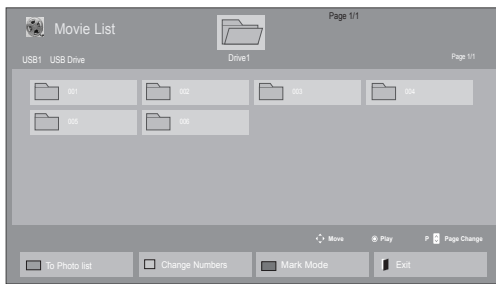 Page 1/1
Movie List
Drive1
USB1 USB Drive
Page 1/1
001 002 003 004
005 006
Move Play P Page Change
To Photo list Change Numbers Mark Mode Exit